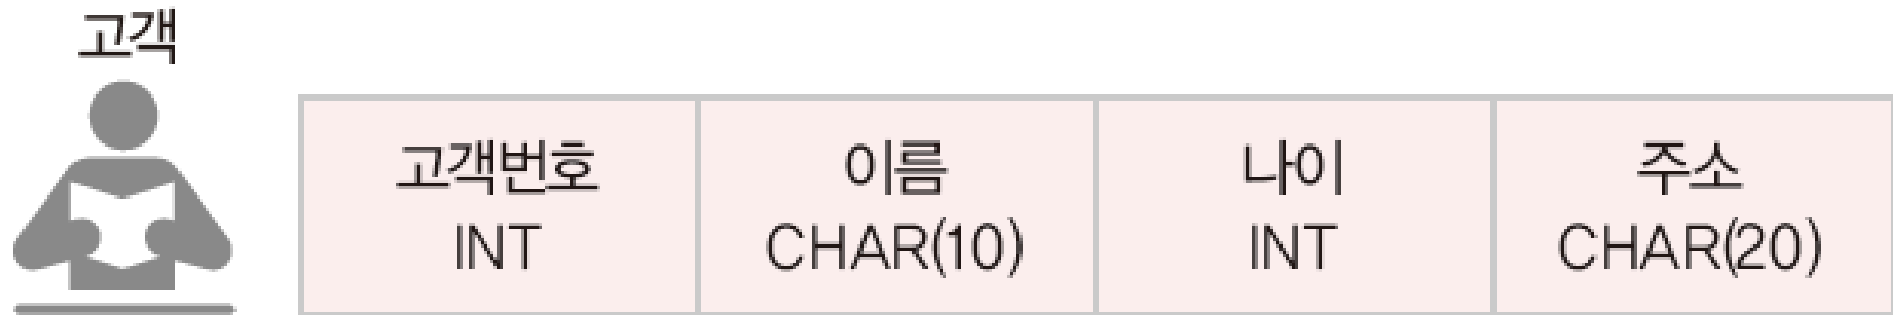 고객
고객번호 이름 나이 주소
INT CHAR(10) INT CHAR(20)